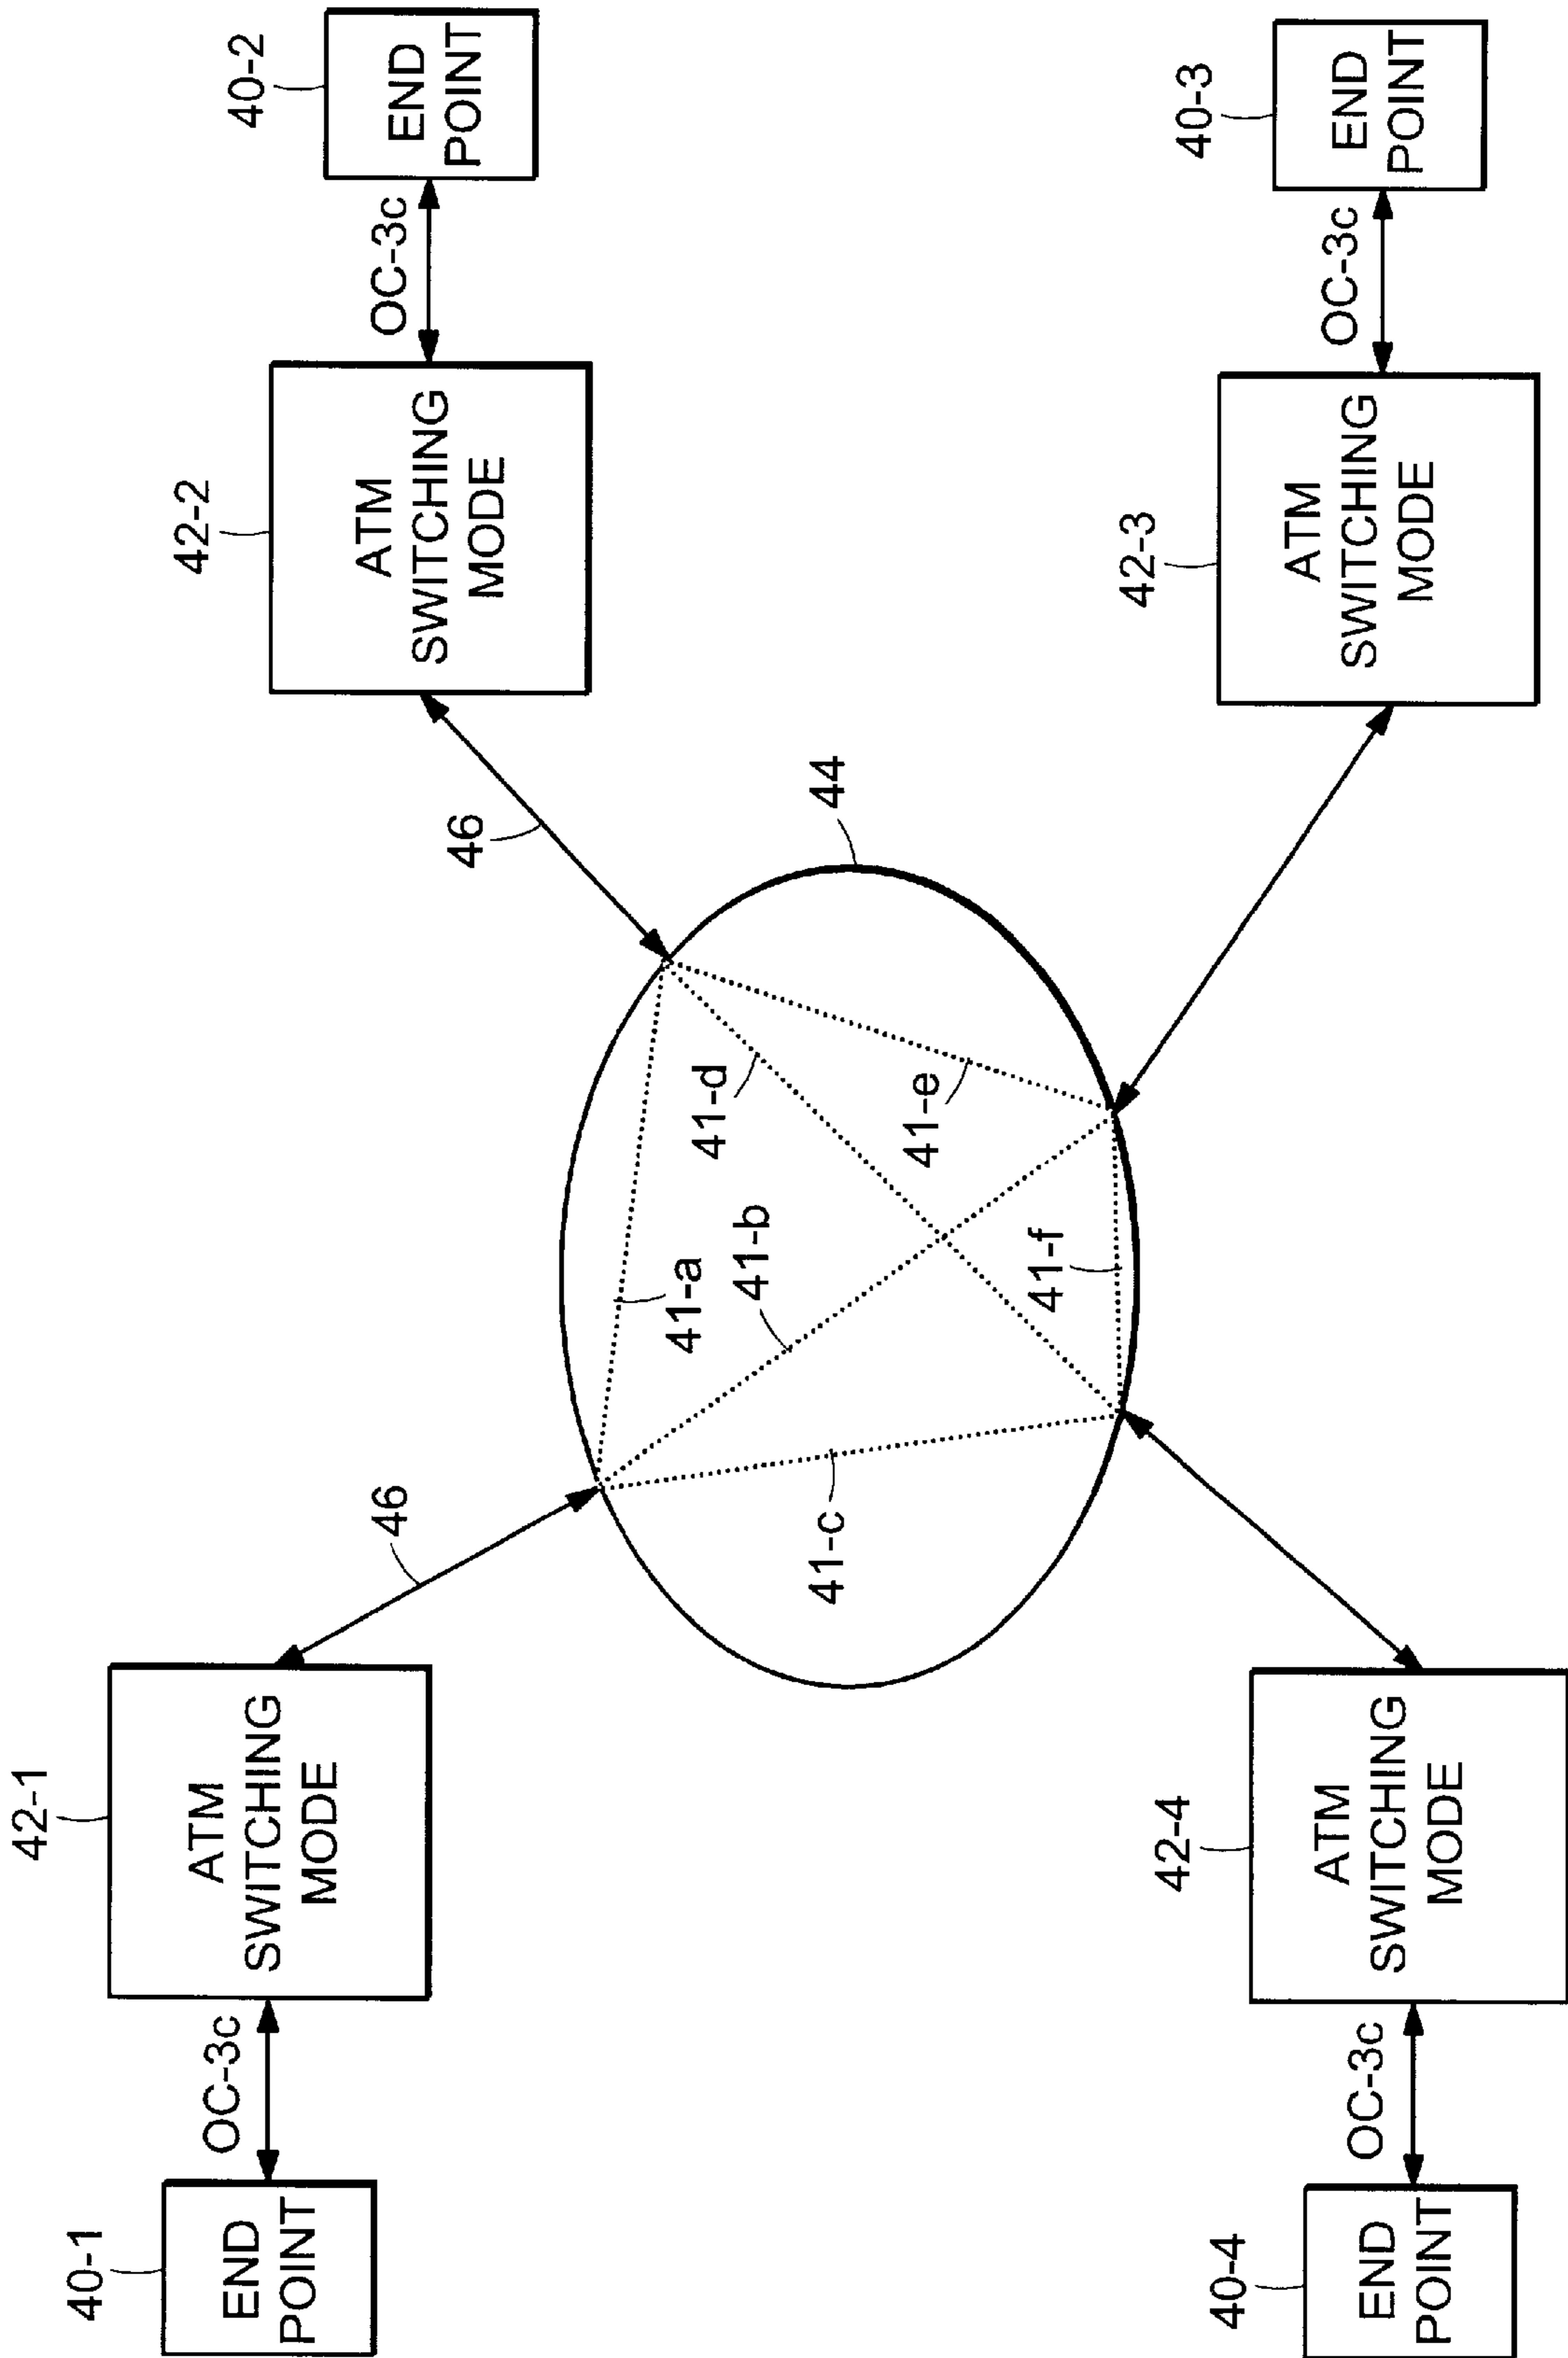 42-1
40-1
END
POINT
OC-3c
ATM
SWITCHING
MODE
46
42-2
40-2
ATM
SWITCHING
MODE
OC-3c
END
POINT
46
44
41-a
41-b
41-c
41-d
41-e
41-f
42-4
40-4
END
POINT
OC-3c
ATM
SWITCHING
MODE
42-3
40-3
ATM
SWITCHING
MODE
OC-3c
END
POINT